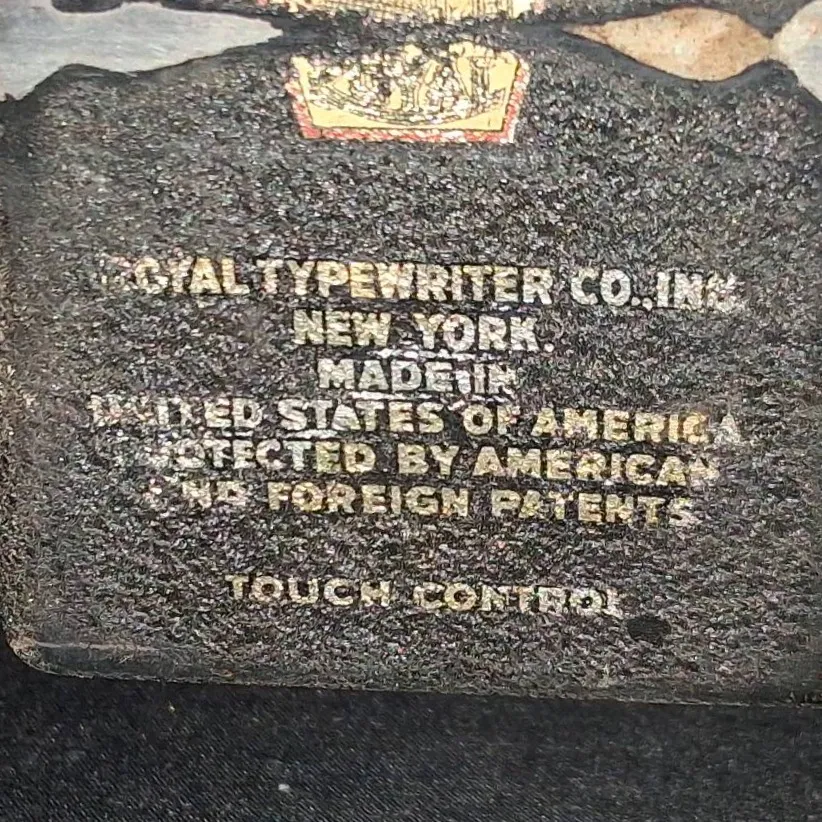 ROYAL TYPEWRITER CO., INC.
NEW YORK.
MADE IN
UNITED STATES OF AMERICA
PROTECTED BY AMERICAN
AND FOREIGN PATENTS
TOUCH CONTROL